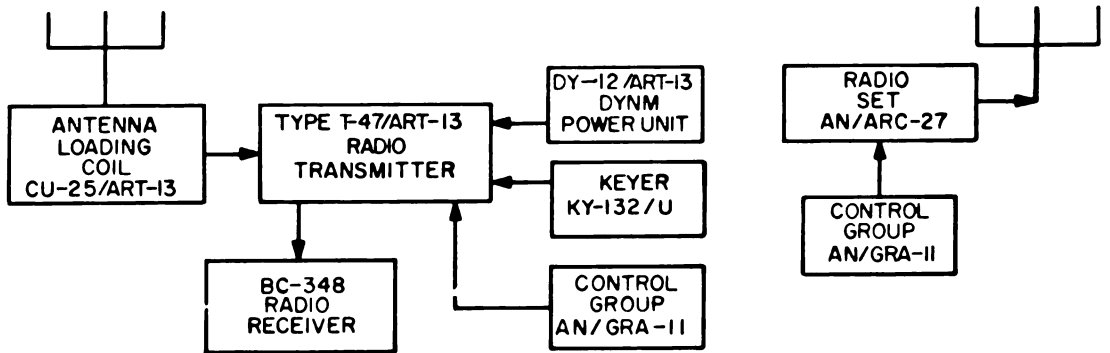 ANTENNA
LOADING
COIL
CU-25/ART-13
TYPE T-47/ART-13
RADIO
TRANSMITTER
DY-12/ART-13
DYNM
POWER UNIT
KEYER
KY-132/U
BC-348
RADIO
RECEIVER
CONTROL
GROUP
AN/GRA-11
RADIO
SET
AN/ARC-27
CONTROL
GROUP
AN/GRA-11